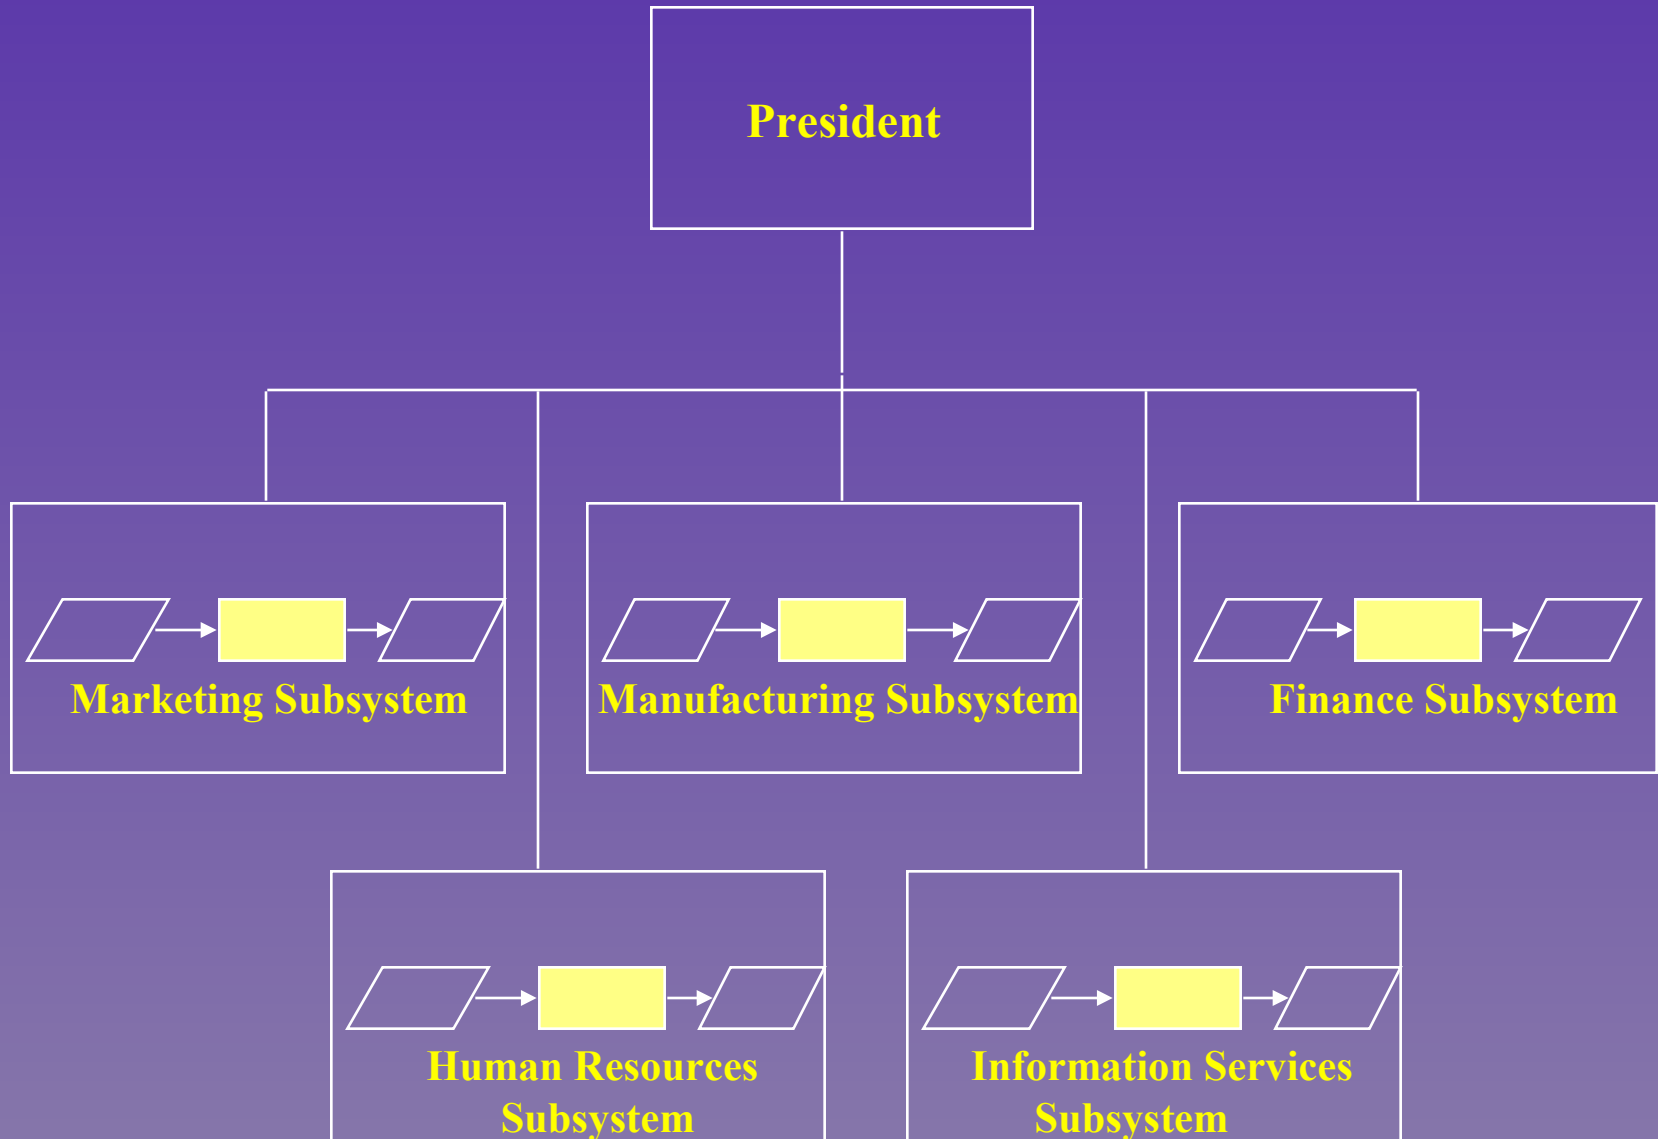 President
Marketing Subsystem
Manufacturing Subsystem
Finance Subsystem
Human Resources
Subsystem
Information Services
Subsystem